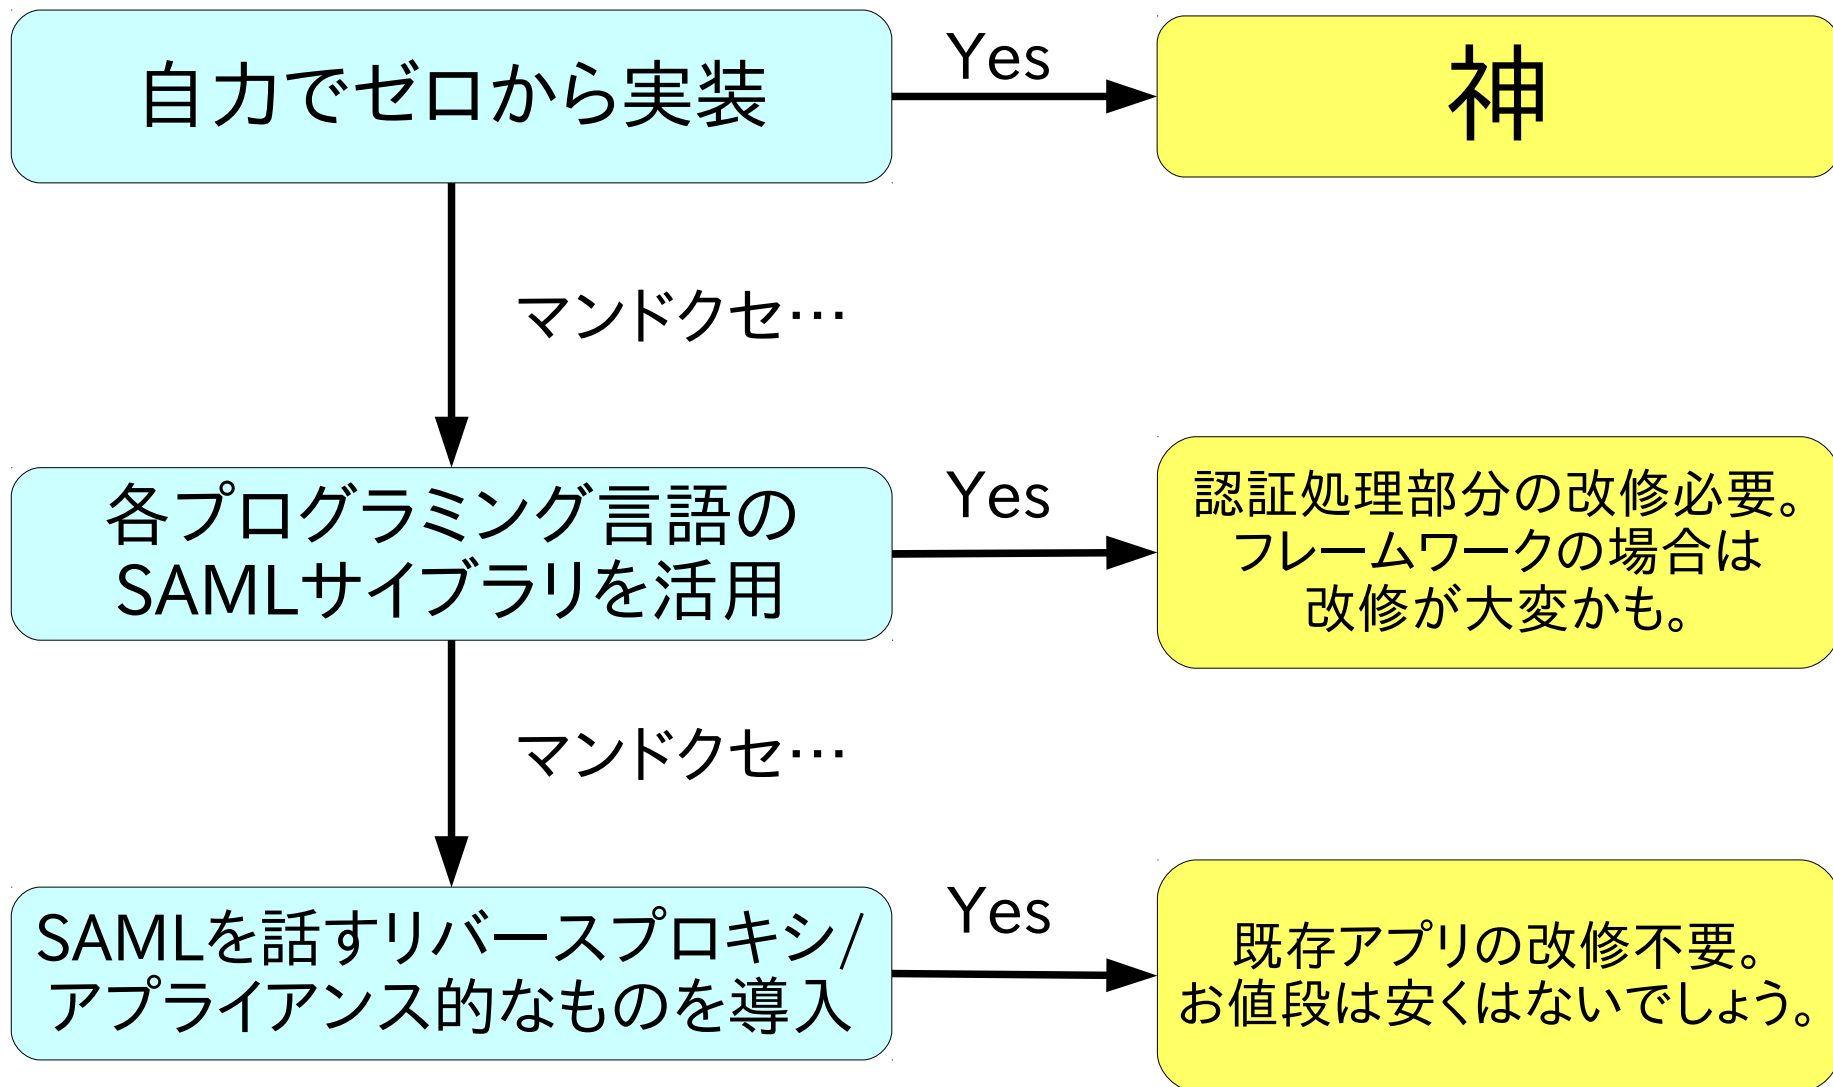 自力でゼロから実装
Yes
神
マンドクセ…
各プログラミング言語の
SAMLサイブラリを活用
Yes
認証処理部分の改修必要。
フレームワークの場合は
改修が大変かも。
マンドクセ…
SAMLを話すリバースプロキシ/
アプライアンス的なものを導入
Yes
既存アプリの改修不要。
お値段は安くはないでしょう。